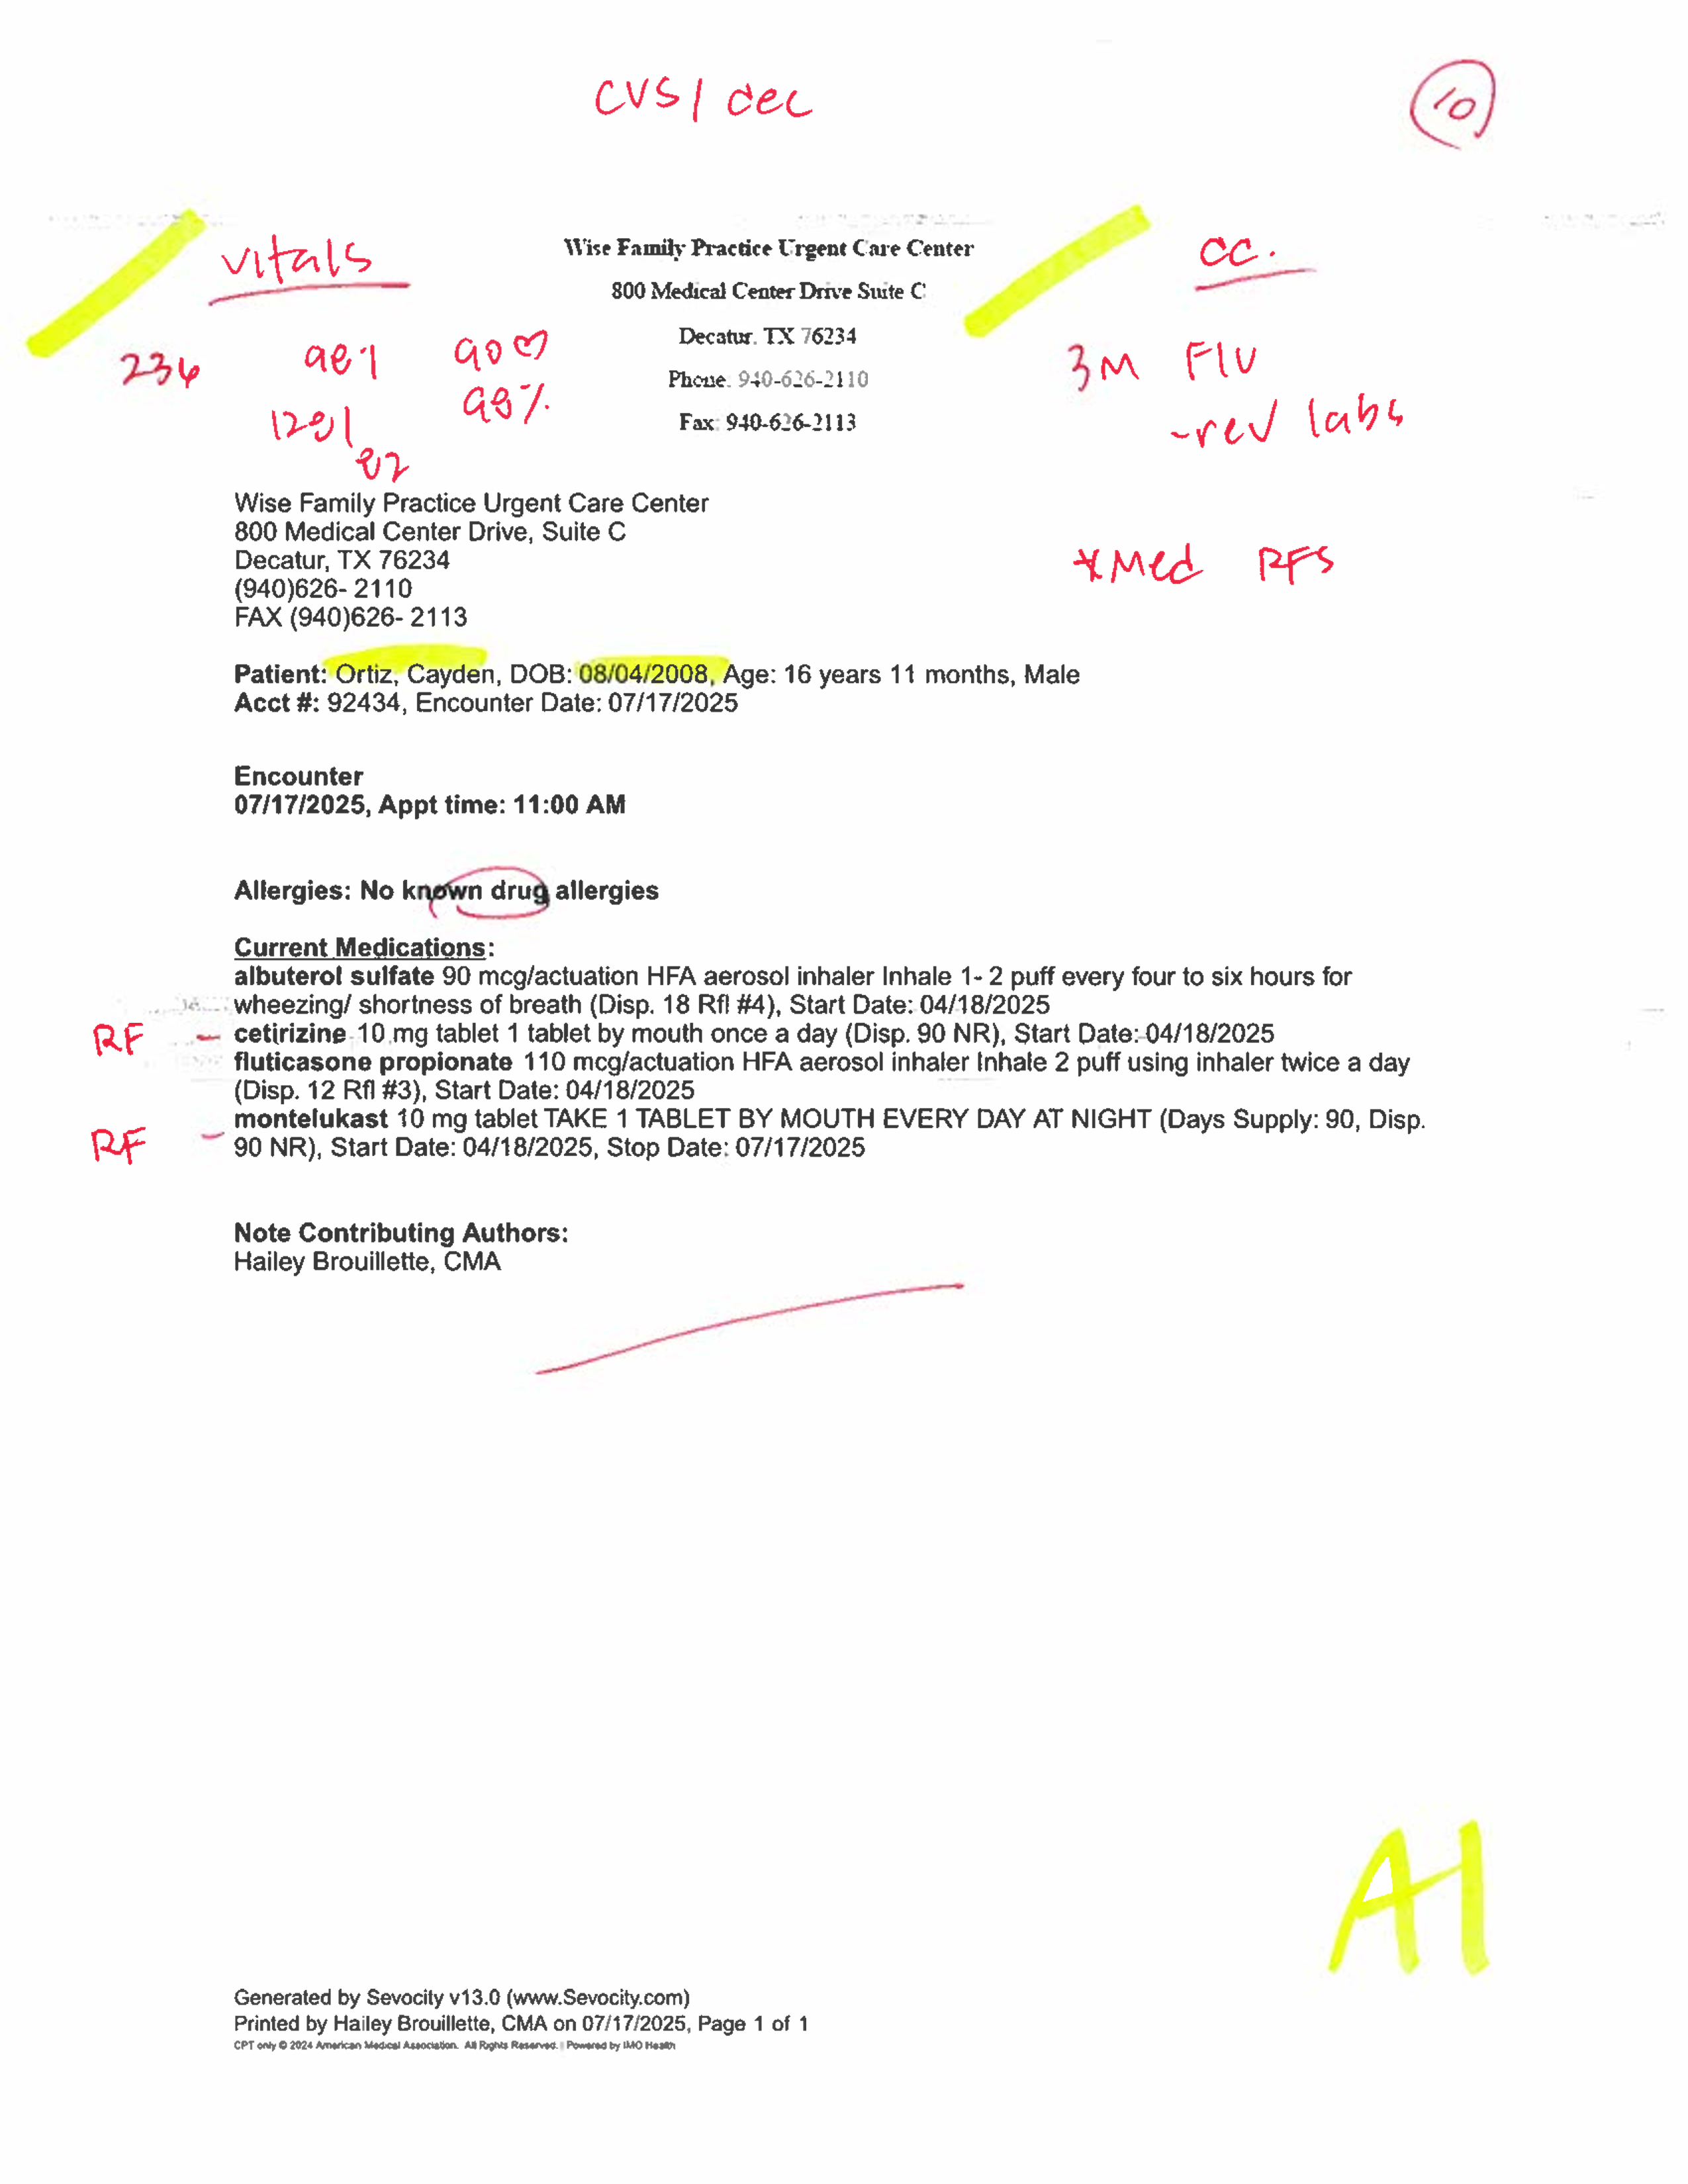 CVS/ dec
10
vitals
Wise Family Practice Urgent Care Center
cc.
800 Medical Center Drive Suite C
Decatur, TX 76234
236 981 90♡
3M F/U
Phone: 940-626-2110
98%
-rev labs
128/
Fax: 940-626-2113
82
Wise Family Practice Urgent Care Center
800 Medical Center Drive, Suite C
Decatur, TX 76234
(940)626- 2110
FAX (940)626- 2113
*Med RFS
Patient: Ortiz, Cayden, DOB: 08/04/2008, Age: 16 years 11 months, Male
Acct #: 92434, Encounter Date: 07/17/2025
Encounter
07/17/2025, Appt time: 11:00 AM
Allergies: No known drug allergies
Current Medications:
albuterol sulfate 90 mcg/actuation HFA aerosol inhaler Inhale 1- 2 puff every four to six hours for
wheezing/ shortness of breath (Disp. 18 Rfl #4), Start Date: 04/18/2025
RF - cetirizine 10 mg tablet 1 tablet by mouth once a day (Disp. 90 NR), Start Date: 04/18/2025
fluticasone propionate 110 mcg/actuation HFA aerosol inhaler Inhale 2 puff using inhaler twice a day
(Disp. 12 Rfl #3), Start Date: 04/18/2025
RF - montelukast 10 mg tablet TAKE 1 TABLET BY MOUTH EVERY DAY AT NIGHT (Days Supply: 90, Disp.
90 NR), Start Date: 04/18/2025, Stop Date: 07/17/2025
Note Contributing Authors:
Hailey Brouillette, CMA
A1
Generated by Sevocity v13.0 (www.Sevocity.com)
Printed by Hailey Brouillette, CMA on 07/17/2025, Page 1 of 1
CPT only © 2024 American Medical Association. All Rights Reserved. | Powered by IMO Health